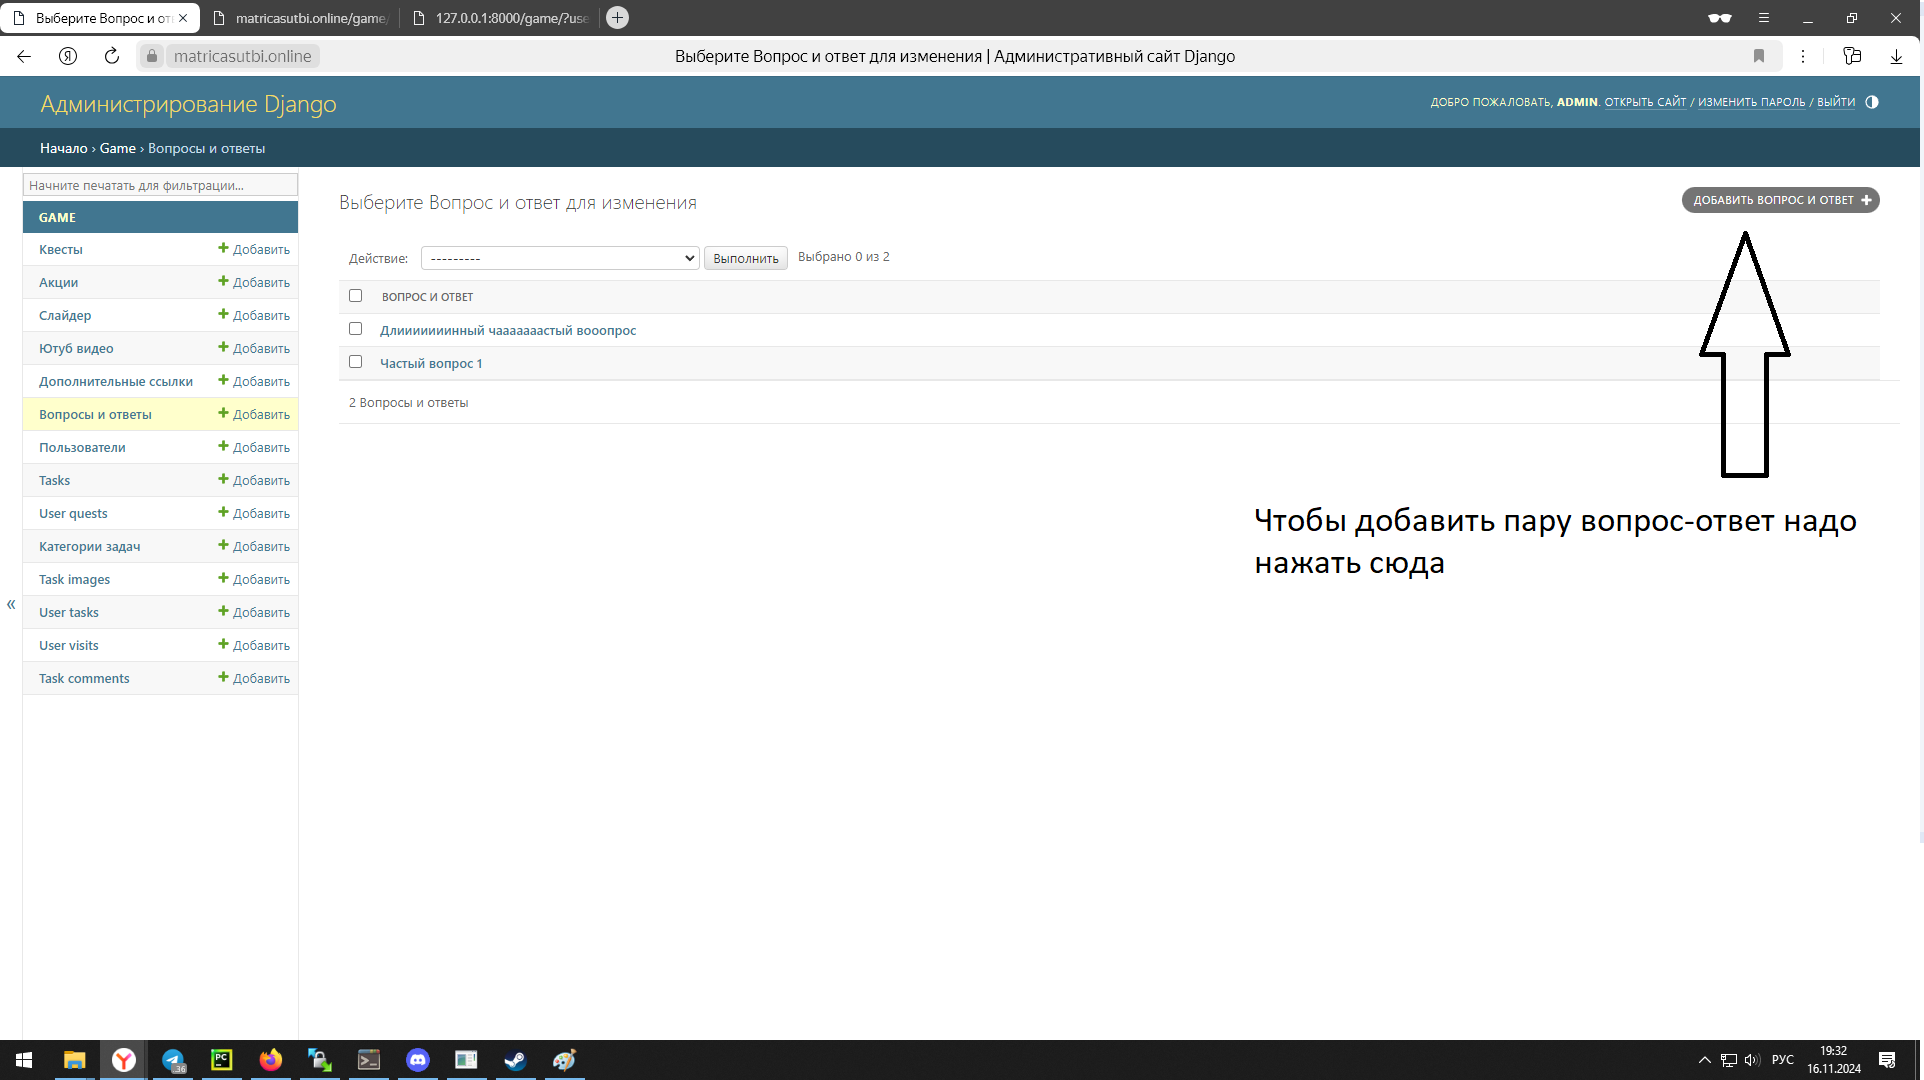 Выберите Вопрос и от
matricasutbi.online/game/
127.0.0.1:8000/game/?use
matricasutbi.online
Выберите Вопрос и ответ для изменения | Административный сайт Django
Администрирование Django
ДОБРО ПОЖАЛОВАТЬ, ADMIN. ОТКРЫТЬ САЙТ / ИЗМЕНИТЬ ПАРОЛЬ / ВЫЙТИ
Начало › Game › Вопросы и ответы
Начните печатать для фильтрации...
GAME
Квесты Добавить
Акции Добавить
Слайдер Добавить
Ютуб видео Добавить
Дополнительные ссылки Добавить
Вопросы и ответы Добавить
Пользователи Добавить
Tasks Добавить
User quests Добавить
Категории задач Добавить
Task images Добавить
User tasks Добавить
User visits Добавить
Task comments Добавить
«
Выберите Вопрос и ответ для изменения
ДОБАВИТЬ ВОПРОС И ОТВЕТ
Действие: --------- Выполнить Выбрано 0 из 2
ВОПРОС И ОТВЕТ
Длиииииинный чааааааастый вооопрос
Частый вопрос 1
2 Вопросы и ответы
Чтобы добавить пару вопрос-ответ надо
нажать сюда
PC
36
РУС
19:32
16.11.2024